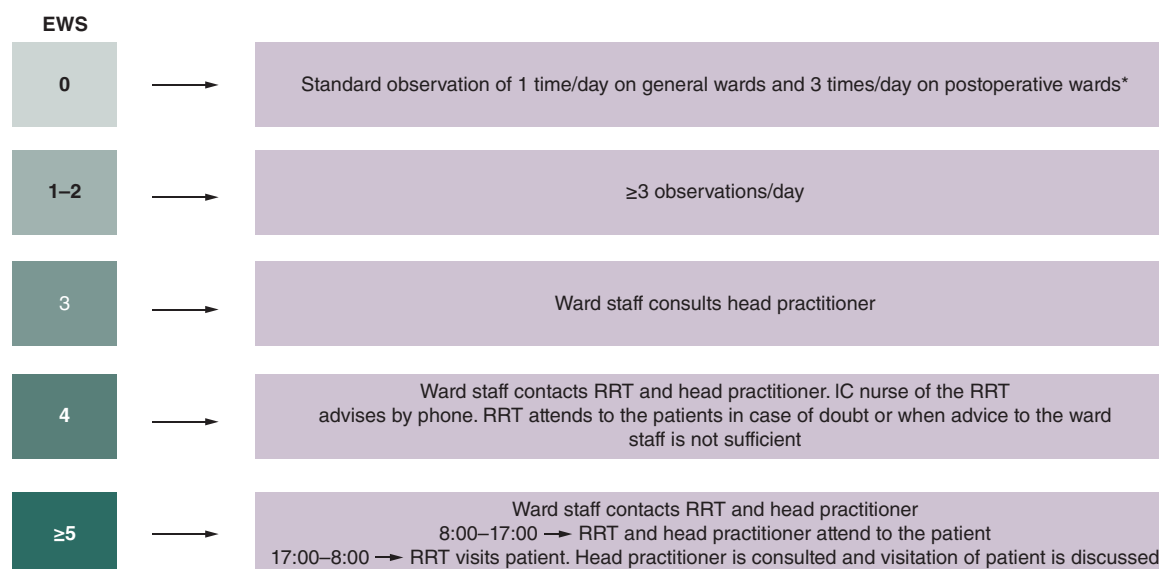 EWS
0
Standard observation of 1 time/day on general wards and 3 times/day on postoperative wards*
1–2
≥3 observations/day
3
Ward staff consults head practitioner
4
Ward staff contacts RRT and head practitioner. IC nurse of the RRT
advises by phone. RRT attends to the patients in case of doubt or when advice to the ward
staff is not sufficient
≥5
Ward staff contacts RRT and head practitioner
8:00–17:00 → RRT and head practitioner attend to the patient
17:00–8:00 → RRT visits patient. Head practitioner is consulted and visitation of patient is discussed